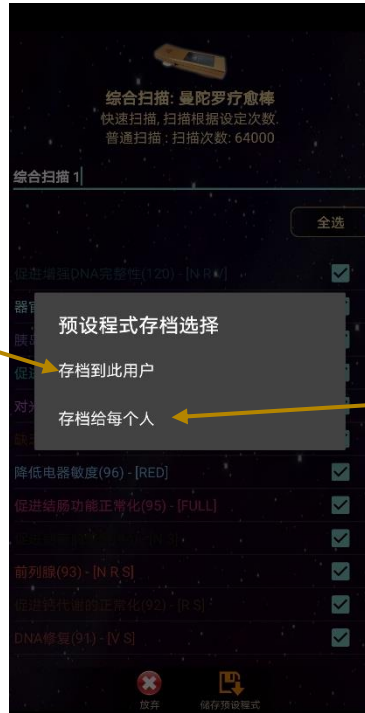 综合扫描: 曼陀罗疗愈棒
快速扫描, 扫描根据设定次数.
普通扫描 : 扫描次数: 64000
综合扫描 1
全选
促进增强DNA完整性(120) - [N R V]
预设程式存档选择
存档到此用户
存档给每个人
降低电器敏度(96) - [RED]
促进结肠功能正常化(95) - [FULL]
前列腺(93) - [N R S]
促进钙代谢的正常化(92) - [R S]
DNA修复(91) - [V S]
放弃
储存预设程式